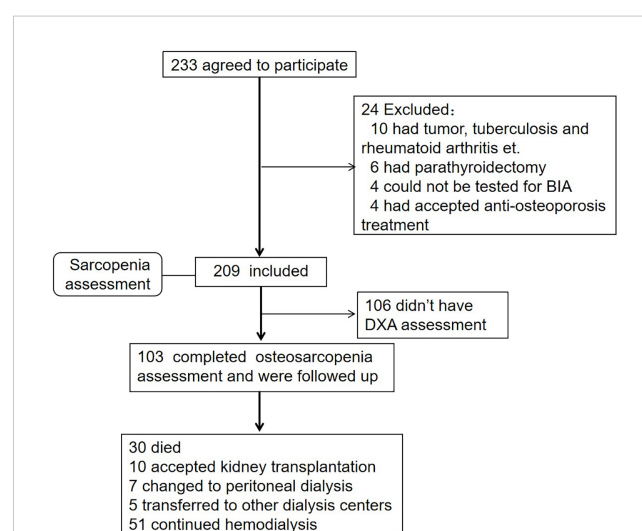 233 agreed to participate
24 Excluded:
10 had tumor, tuberculosis and
rheumatoid arthritis et.
6 had parathyroidectomy
4 could not be tested for BIA
4 had accepted anti-osteoporosis
treatment
Sarcopenia
assessment
209 included
106 didn't have
DXA assessment
103 completed osteosarcopenia
assessment and were followed up
30 died
10 accepted kidney transplantation
7 changed to peritoneal dialysis
5 transferred to other dialysis centers
51 continued hemodialysis